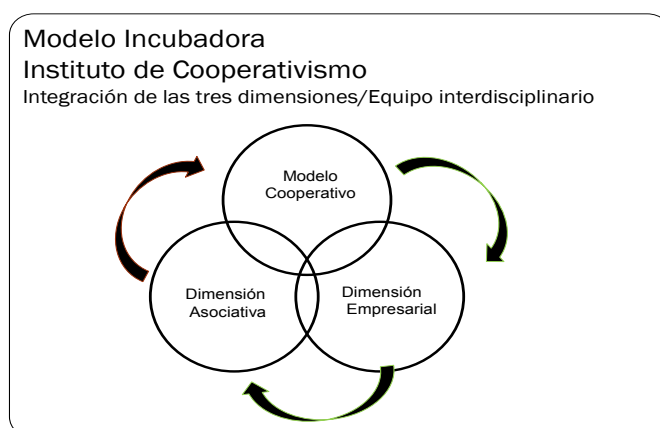 Modelo Incubadora
Instituto de Cooperativismo
Integración de las tres dimensiones/Equipo interdisciplinario
Modelo
Cooperativo
Dimensión
Asociativa
Dimensión
Empresarial